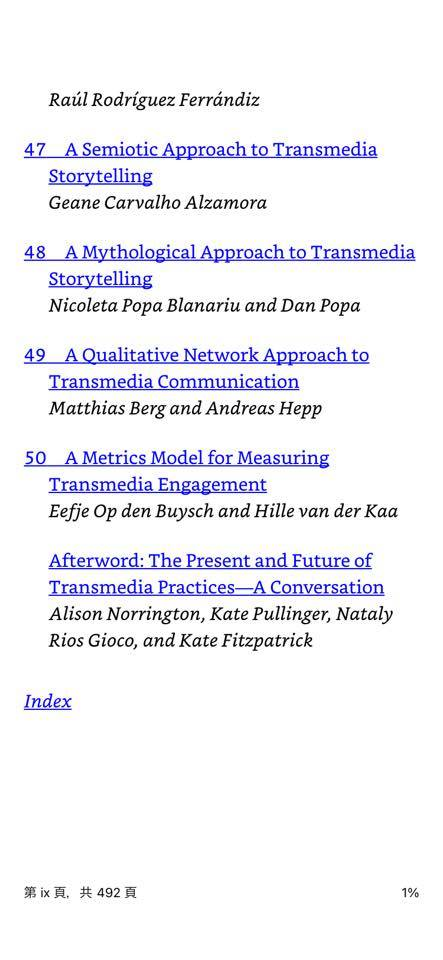 Raúl Rodríguez Ferrándiz
47 A Semiotic Approach to Transmedia
Storytelling
Geane Carvalho Alzamora
48 A Mythological Approach to Transmedia
Storytelling
Nicoleta Popa Blanariu and Dan Popa
49 A Qualitative Network Approach to
Transmedia Communication
Matthias Berg and Andreas Hepp
50 A Metrics Model for Measuring
Transmedia Engagement
Eefje Op den Buysch and Hille van der Kaa
Afterword: The Present and Future of
Transmedia Practices—A Conversation
Alison Norrington, Kate Pullinger, Nataly
Rios Gioco, and Kate Fitzpatrick
Index
第 ix 頁，共 492 頁 1%